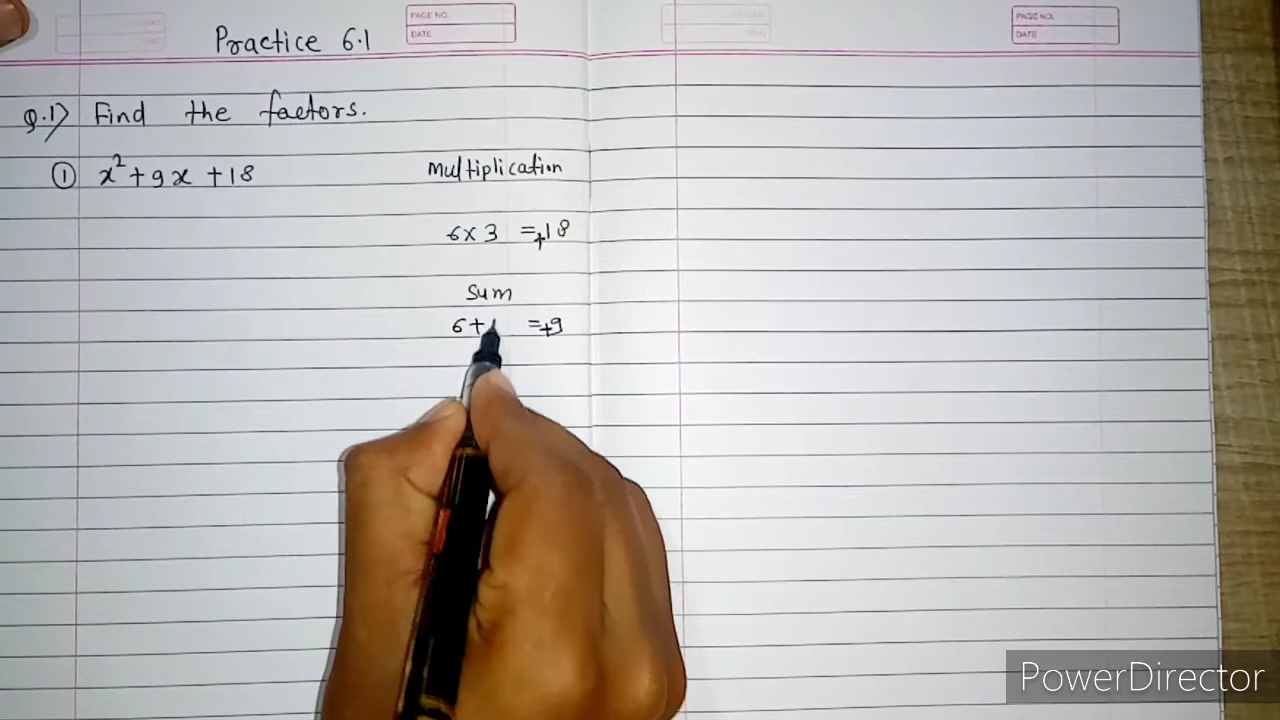 PAGE NO.
DATE
PAGE NO.
DATE
Practice 6.1
Q.1) Find the factors.
① x²+9x+18
Multiplication
6×3 =+18
Sum
6+ =+9
PowerDirector